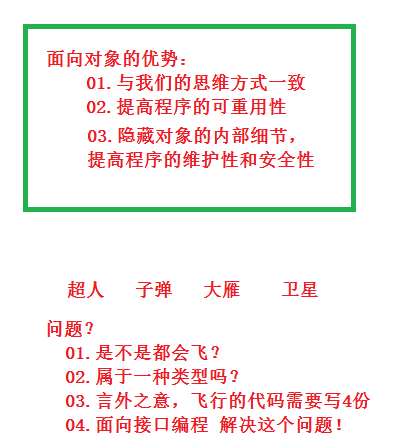 面向对象的优势：
01.与我们的思维方式一致
02.提高程序的可重用性
03.隐藏对象的内部细节，
提高程序的维护性和安全性
超人 子弹 大雁 卫星
问题？
01.是不是都会飞？
02.属于一种类型吗？
03.言外之意，飞行的代码需要写4份
04.面向接口编程 解决这个问题！